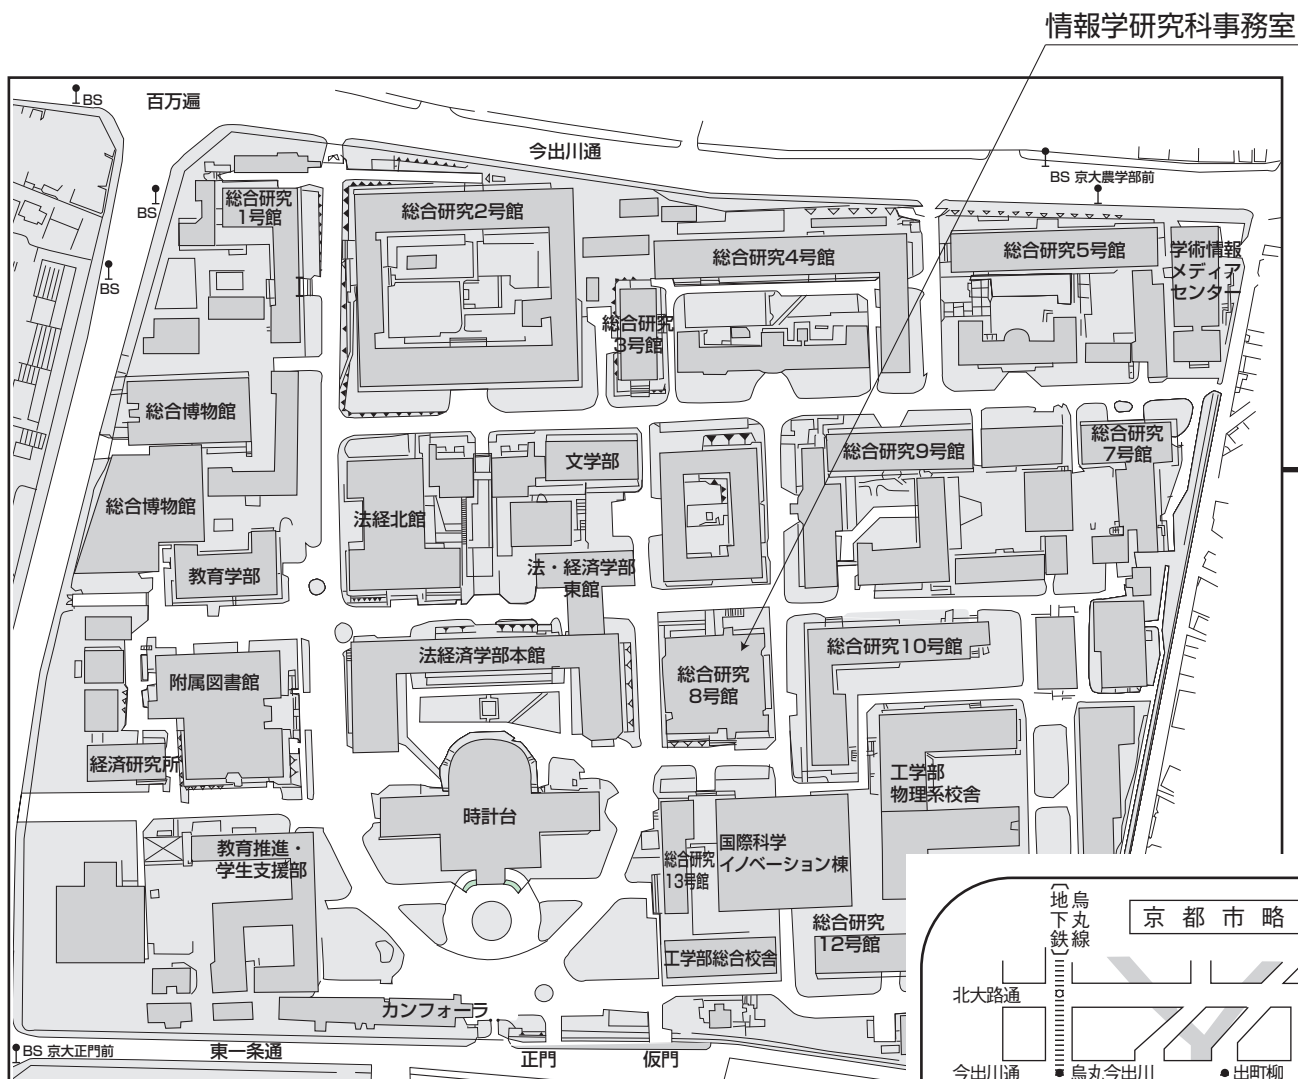 情報学研究科事務室
BS
百万遍
今出川通
BS 京大農学部前
BS
BS
総合研究
1号館
総合研究2号館
総合研究4号館
総合研究5号館
学術情報
メディア
センター
総合研究
3号館
総合博物館
総合研究9号館
総合研究
7号館
文学部
総合博物館
法経北館
教育学部
法・経済学部
東館
法経済学部本館
総合研究
8号館
総合研究10号館
附属図書館
経済研究所
工学部
物理系校舎
時計台
教育推進・
学生支援部
総合研究
13号館
国際科学
イノベーション棟
総合研究
12号館
工学部総合校舎
カンフォーラ
BS 京大正門前
東一条通
正門
仮門
地下鉄
烏丸線
京都市略
北大路通
今出川通
烏丸今出川
出町柳